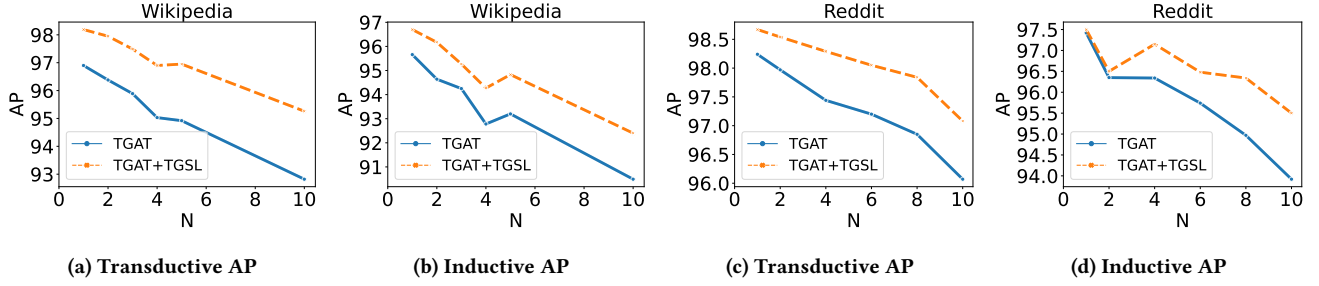 Wikipedia
98
97
96
95
94
93
AP
TGAT
TGAT+TGSL
0 2 4 6 8 10
N
(a) Transductive AP
Wikipedia
97
96
95
94
93
92
91
AP
TGAT
TGAT+TGSL
0 2 4 6 8 10
N
(b) Inductive AP
Reddit
98.5
98.0
97.5
97.0
96.5
96.0
AP
TGAT
TGAT+TGSL
0 2 4 6 8 10
N
(c) Transductive AP
Reddit
97.5
97.0
96.5
96.0
95.5
95.0
94.5
94.0
AP
TGAT
TGAT+TGSL
0 2 4 6 8 10
N
(d) Inductive AP